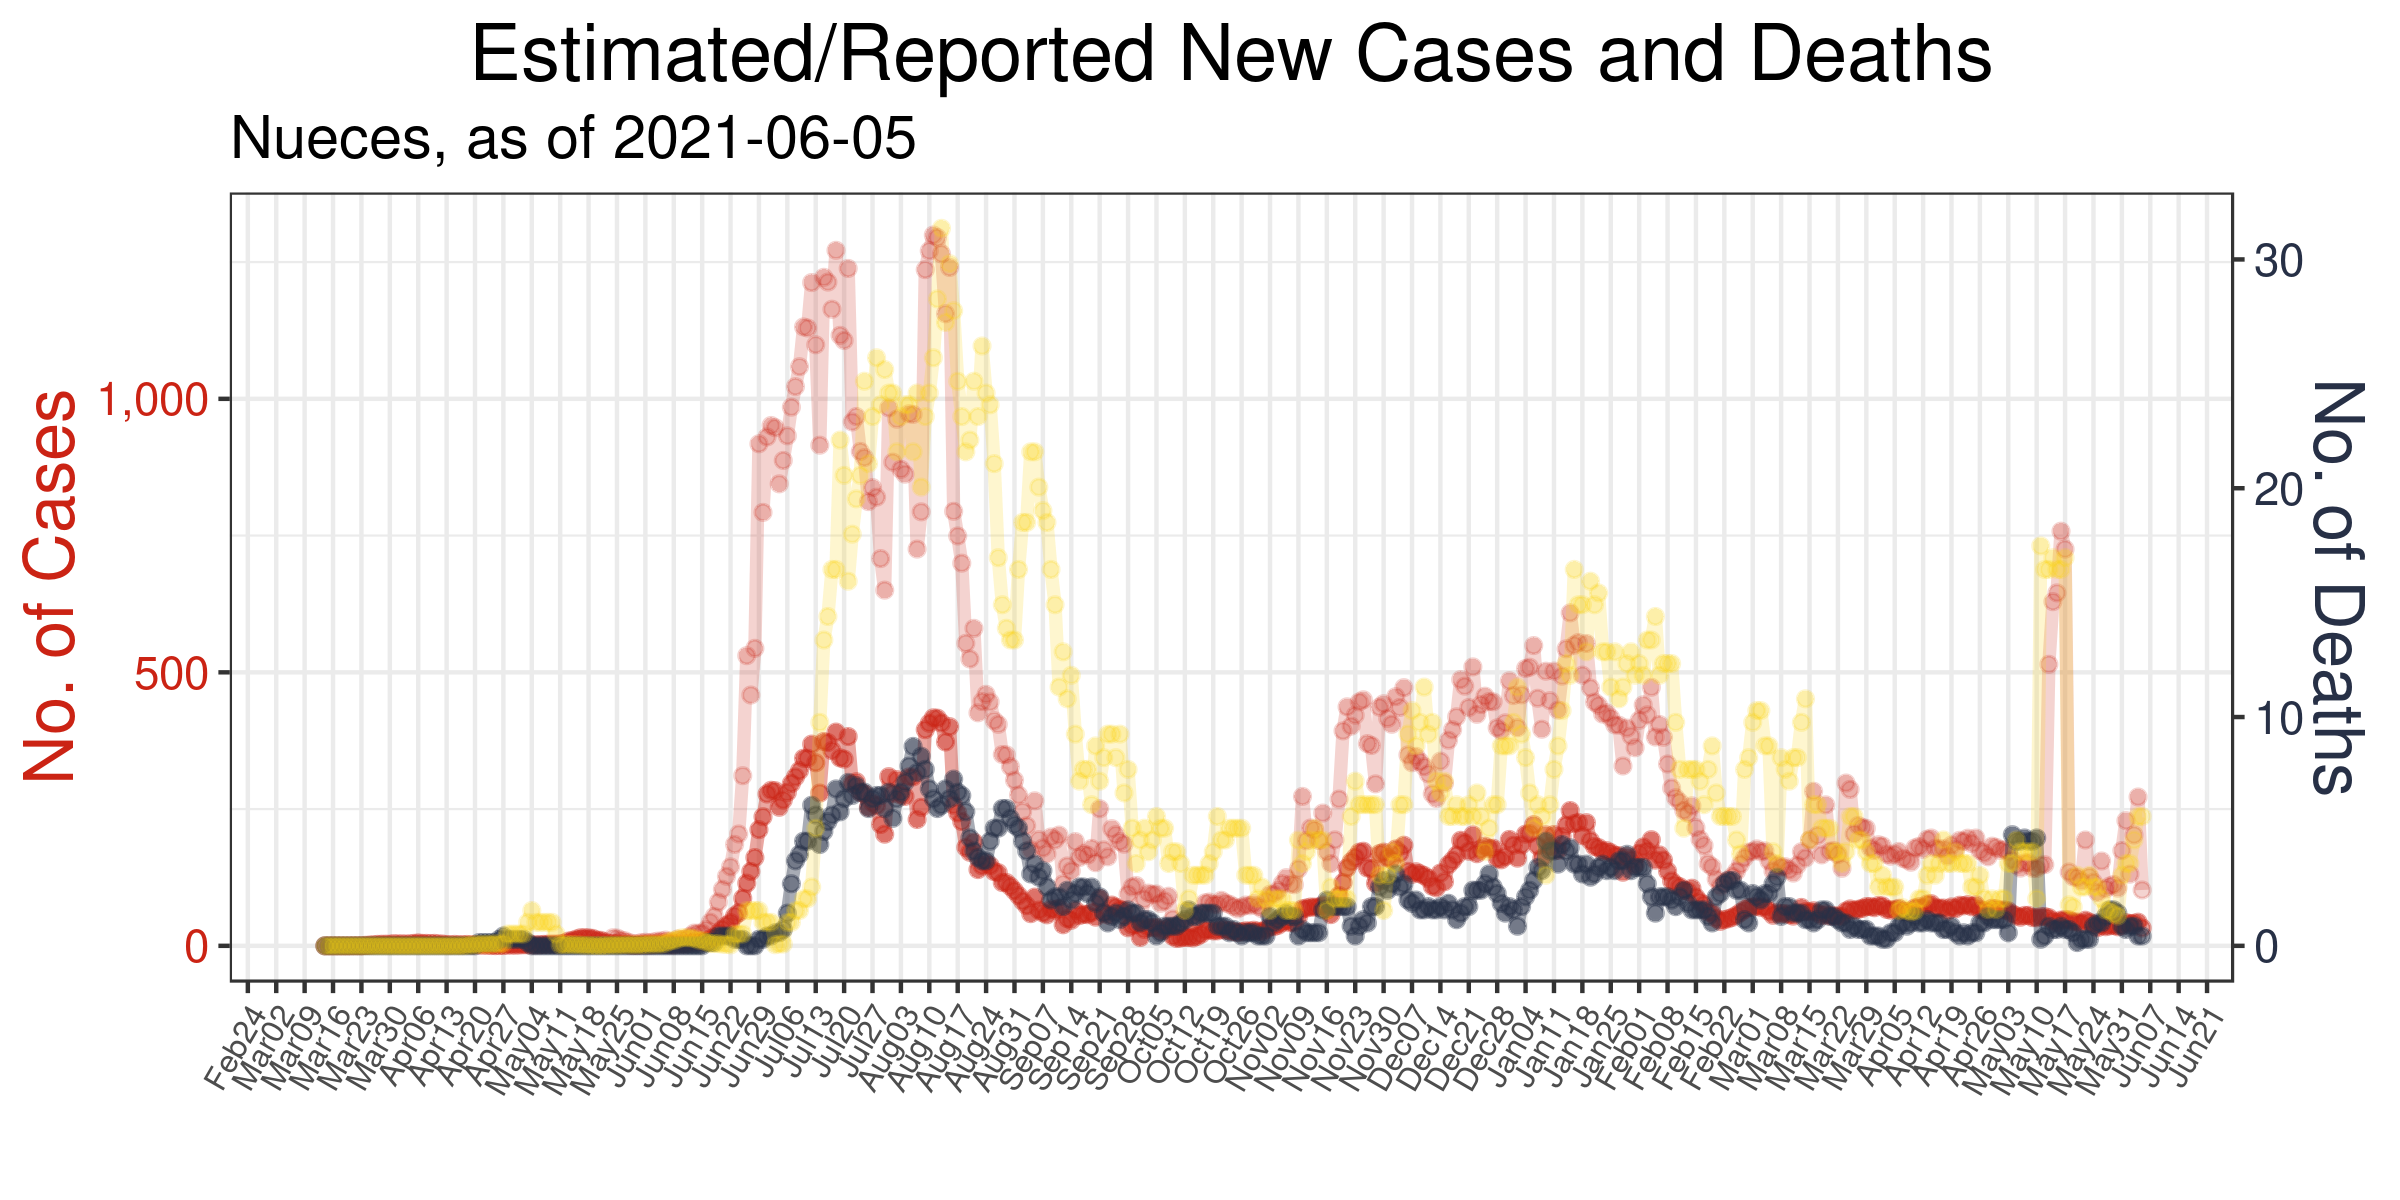 Estimated/Reported New Cases and Deaths
Nueces, as of 2021-06-05
No. of Cases
1,000
500
0
30
20
10
0
No. of Deaths
Feb24
Mar02
Mar09
Mar16
Mar23
Mar30
Apr06
Apr13
Apr20
Apr27
May04
May11
May18
May25
Jun01
Jun08
Jun15
Jun22
Jun29
Jul06
Jul13
Jul20
Jul27
Aug03
Aug10
Aug17
Aug24
Aug31
Sep07
Sep14
Sep21
Sep28
Oct05
Oct12
Oct19
Oct26
Nov02
Nov09
Nov16
Nov23
Nov30
Dec07
Dec14
Dec21
Dec28
Jan04
Jan11
Jan18
Jan25
Feb01
Feb08
Feb15
Feb22
Mar01
Mar08
Mar15
Mar22
Mar29
Apr05
Apr12
Apr19
Apr26
May03
May10
May17
May24
May31
Jun07
Jun14
Jun21